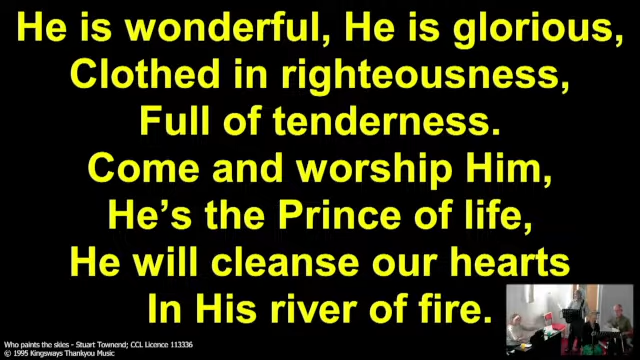 He is wonderful, He is glorious,
Clothed in righteousness,
Full of tenderness.
Come and worship Him,
He’s the Prince of life,
He will cleanse our hearts
In His river of fire.
Who paints the skies - Stuart Townend; CCL Licence 113336
© 1995 Kingsways Thankyou Music